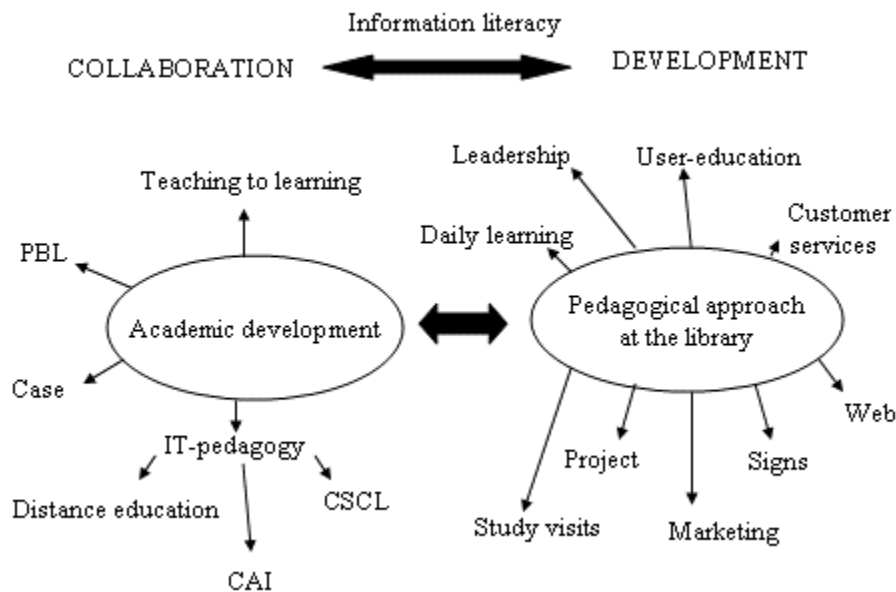 Information literacy
COLLABORATION
DEVELOPMENT
Leadership
User-education
Teaching to learning
Daily learning
Customer
services
PBL
Academic development
Pedagogical approach
at the library
Case
Web
IT-pedagogy
Project
Signs
Distance education
CSCL
Study visits
Marketing
CAI